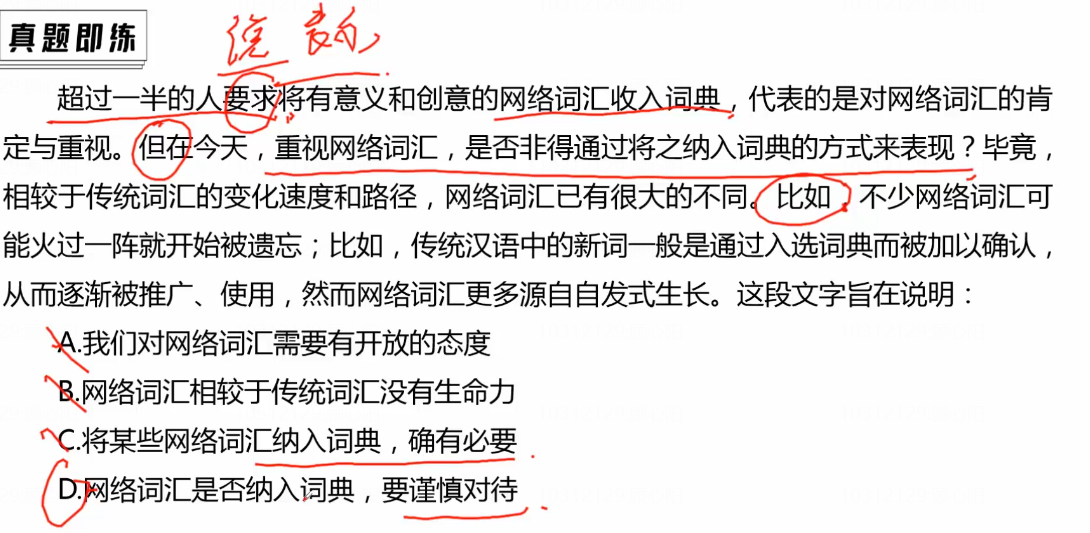 真题即练
超过一半的人要求将有意义和创意的网络词汇收入词典，代表的是对网络词汇的肯
定与重视。但在今天，重视网络词汇，是否非得通过将之纳入词典的方式来表现？毕竟，
相较于传统词汇的变化速度和路径，网络词汇已有很大的不同。比如，不少网络词汇可
能火过一阵就开始被遗忘；比如，传统汉语中的新词一般是通过入选词典而被加以确认，
从而逐渐被推广、使用，然而网络词汇更多源自自发式生长。这段文字旨在说明：
A.我们对网络词汇需要有开放的态度
B.网络词汇相较于传统词汇没有生命力
C.将某些网络词汇纳入词典，确有必要
D.网络词汇是否纳入词典，要谨慎对待